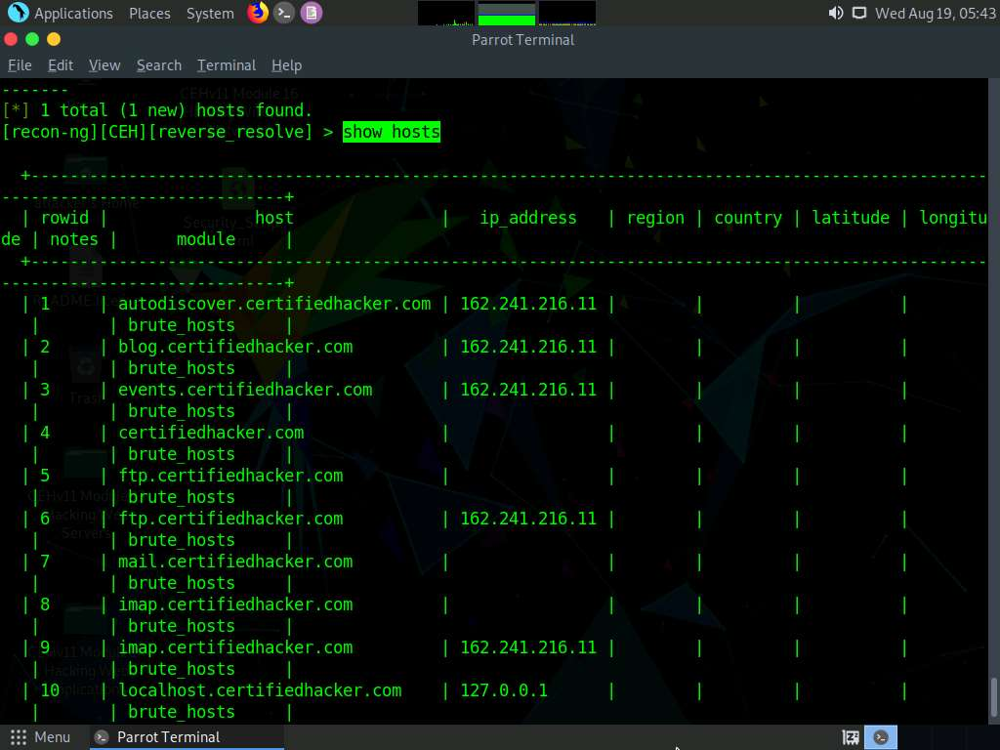 Applications Places System Wed Aug 19, 05:43
Parrot Terminal
File Edit View Search Terminal Help
-------
[*] 1 total (1 new) hosts found.
[recon-ng][CEH][reverse_resolve] > show hosts
+--------------------------------------------------------------------------------------------------
-----------------------------+
| rowid | host | ip_address | region | country | latitude | longitu
de | notes | module |
+--------------------------------------------------------------------------------------------------
-----------------------------+
| 1 | autodiscover.certifiedhacker.com | 162.241.216.11 | | | |
| | brute_hosts |
| 2 | blog.certifiedhacker.com | 162.241.216.11 | | | |
| | brute_hosts |
| 3 | events.certifiedhacker.com | 162.241.216.11 | | | |
| | brute_hosts |
| 4 | certifiedhacker.com | | | | |
| | brute_hosts |
| 5 | ftp.certifiedhacker.com | | | | |
| | brute_hosts |
| 6 | ftp.certifiedhacker.com | 162.241.216.11 | | | |
| | brute_hosts |
| 7 | mail.certifiedhacker.com | | | | |
| | brute_hosts |
| 8 | imap.certifiedhacker.com | | | | |
| | brute_hosts |
| 9 | imap.certifiedhacker.com | 162.241.216.11 | | | |
| | brute_hosts |
| 10 | localhost.certifiedhacker.com | 127.0.0.1 | | | |
| | brute_hosts |
Menu Parrot Terminal